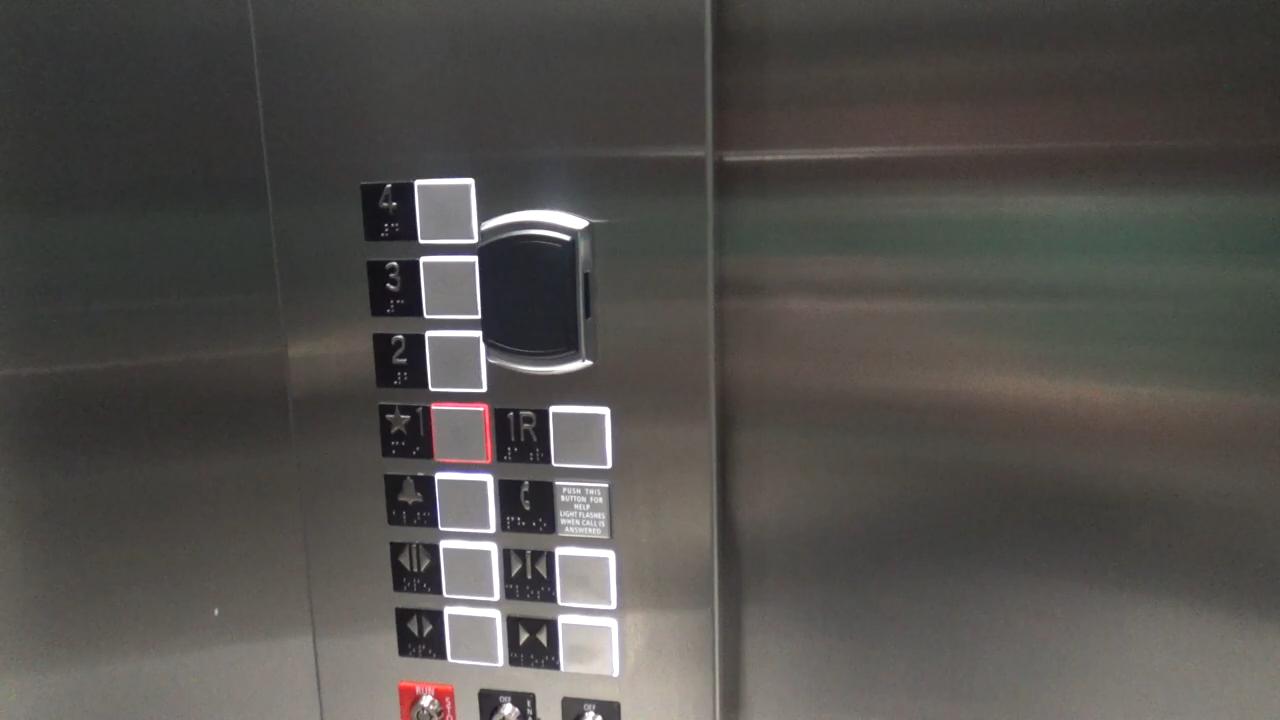 4
3
2
★1
1R
PUSH THIS
BUTTON FOR
HELP
LIGHT FLASHES
WHEN CALL IS
ANSWERED
RUN
OFF
OFF